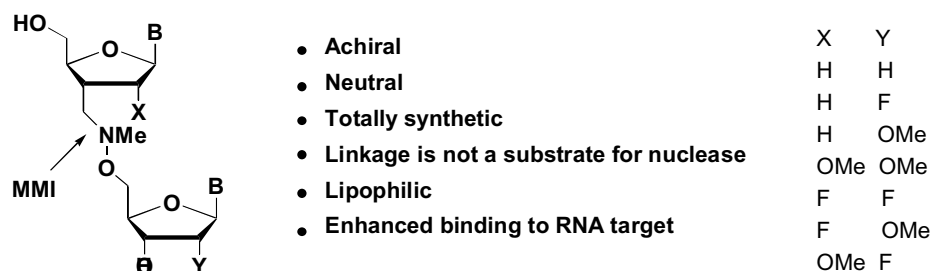 HO
O
B
X
NMe
O
MMI
B
O
Y
• Achiral
• Neutral
• Totally synthetic
• Linkage is not a substrate for nuclease
• Lipophilic
• Enhanced binding to RNA target
X Y
H H
H F
H OMe
OMe OMe
F F
F OMe
OMe F